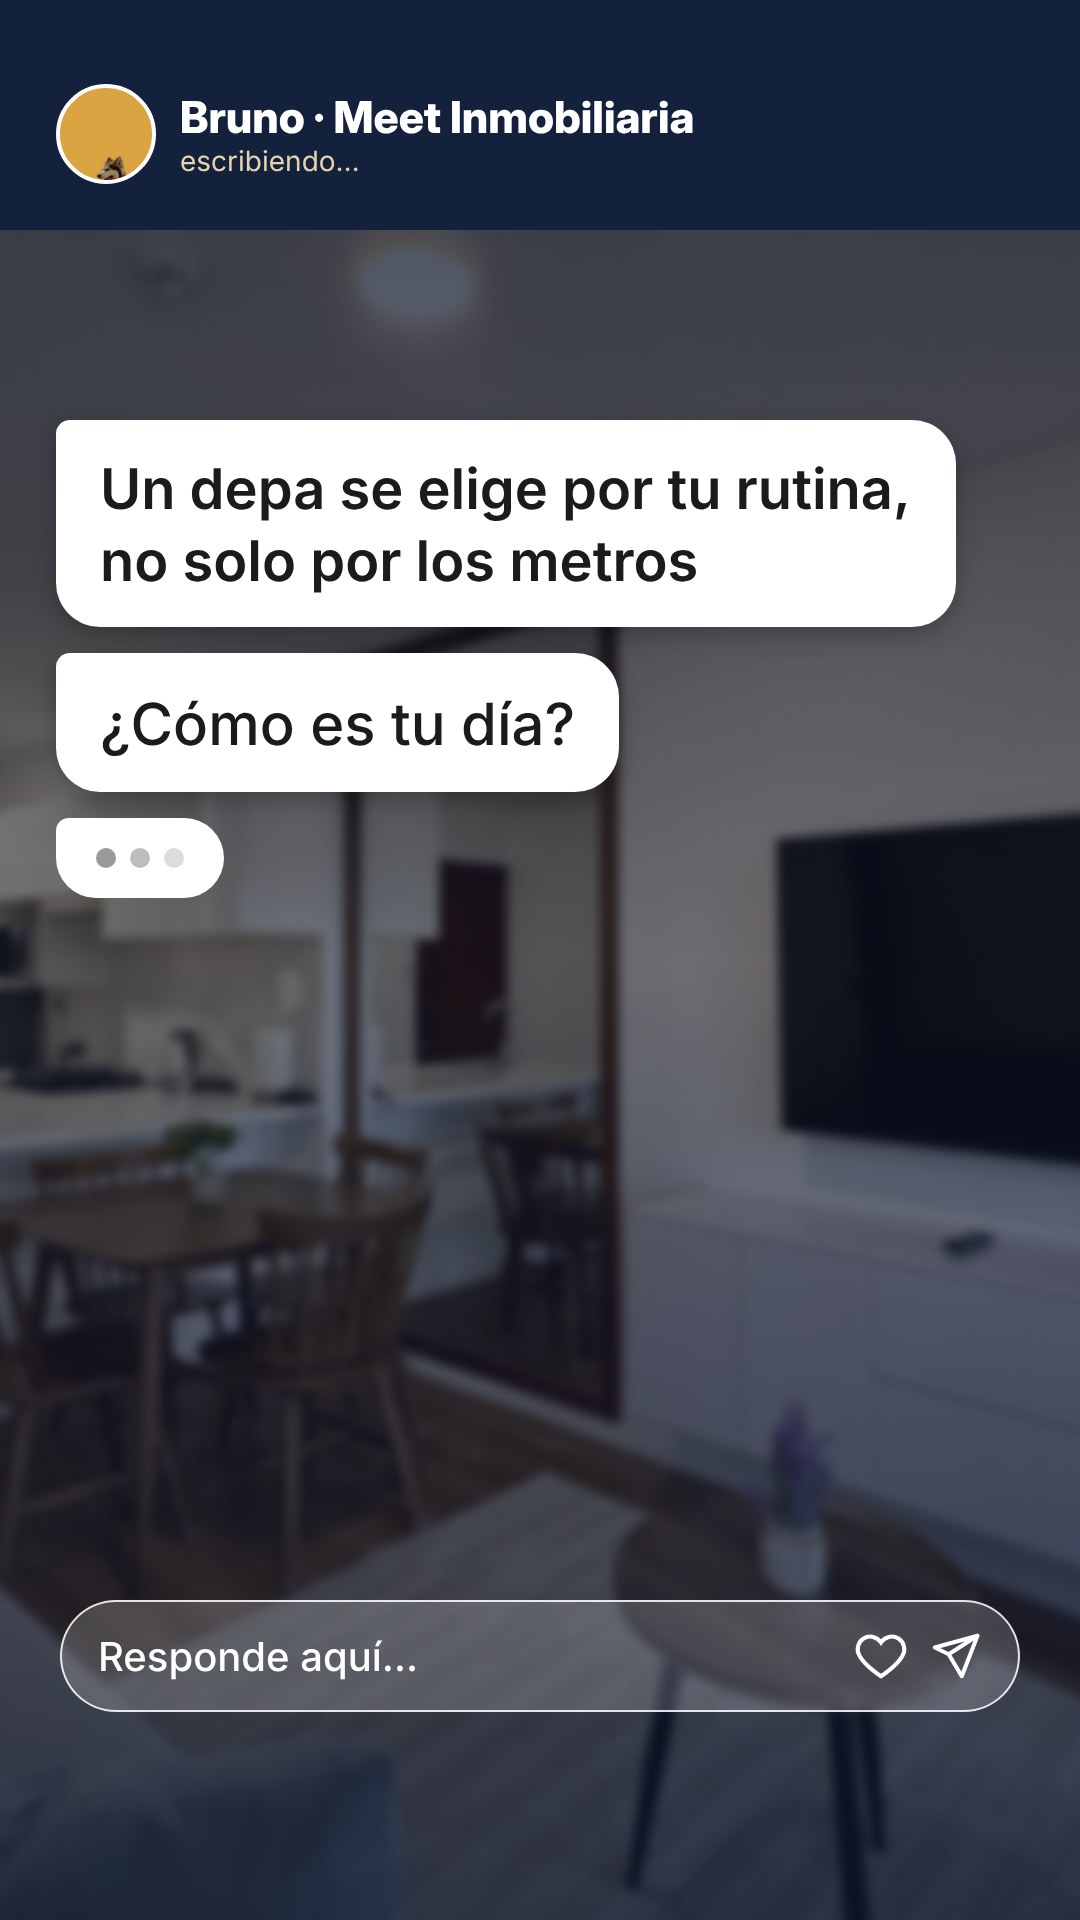 Bruno · Meet Inmobiliaria
escribiendo...
Un depa se elige por tu rutina,
no solo por los metros
¿Cómo es tu día?
Responde aquí...